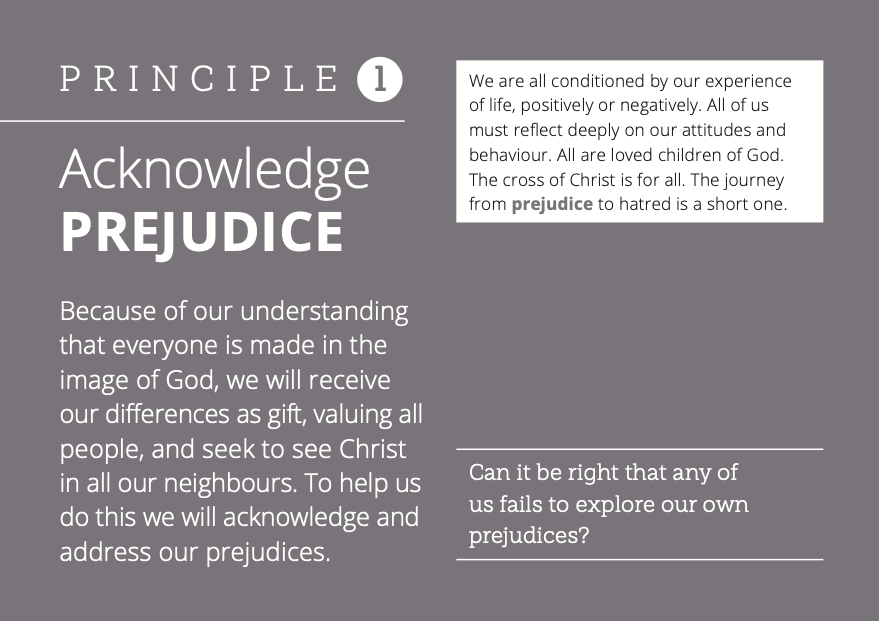 PRINCIPLE 1
Acknowledge
PREJUDICE
Because of our understanding
that everyone is made in the
image of God, we will receive
our differences as gift, valuing all
people, and seek to see Christ
in all our neighbours. To help us
do this we will acknowledge and
address our prejudices.
We are all conditioned by our experience
of life, positively or negatively. All of us
must reflect deeply on our attitudes and
behaviour. All are loved children of God.
The cross of Christ is for all. The journey
from prejudice to hatred is a short one.
Can it be right that any of
us fails to explore our own
prejudices?